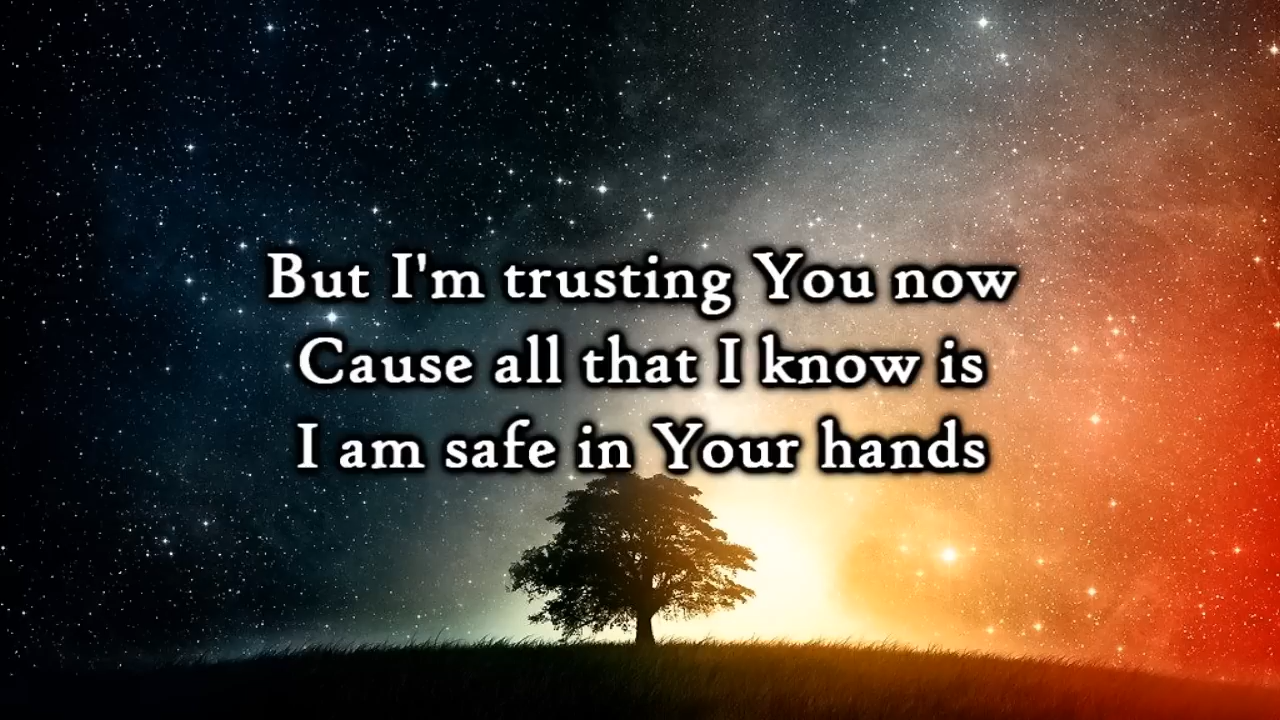 But I'm trusting You now
Cause all that I know is
I am safe in Your hands